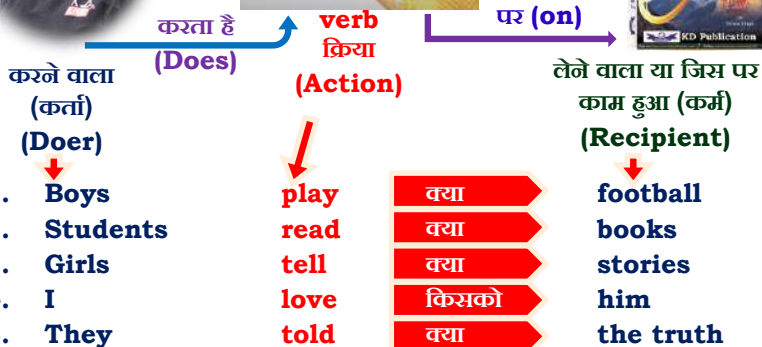 करता है
(Does)
verb
क्रिया
(Action)
पर (on)
KD Publication
करने वाला
(कर्ता)
(Doer)
लेने वाला या जिस पर
काम हुआ (कर्म)
(Recipient)
. Boys play क्या football
. Students read क्या books
. Girls tell क्या stories
. I love किसको him
. They told क्या the truth